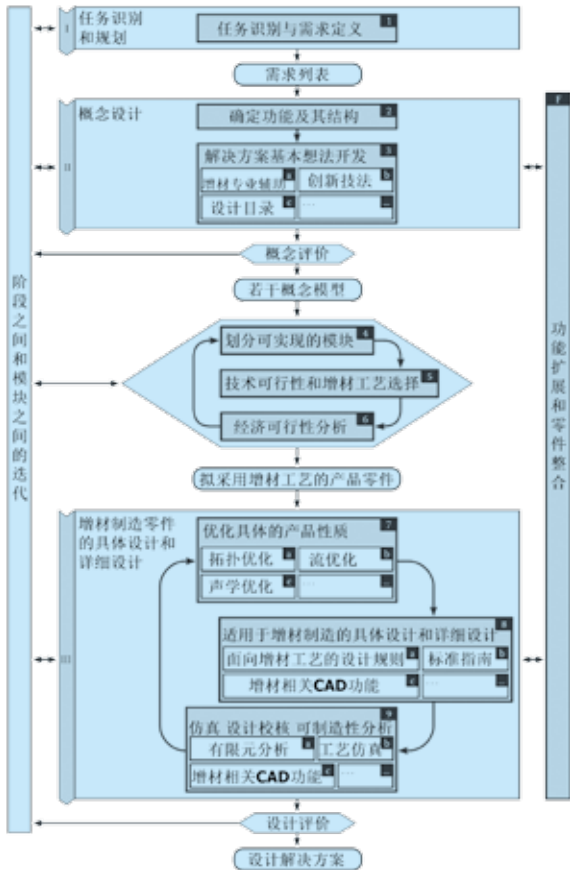 任务识别
和规划
I
1
任务识别与需求定义
需求列表
概念设计
II
2
确定功能及其结构
3
解决方案基本想法开发
增材专业辅助 a
创新技法 b
设计目录 c
... ...
概念评价
若干概念模型
4
划分可实现的模块
5
技术可行性和增材工艺选择
6
经济可行性分析
拟采用增材工艺的产品零件
增材制造零件
的具体设计和
详细设计
III
7
优化具体的产品性质
拓扑优化 a
流优化 b
声学优化 c
... ...
8
适用于增材制造的具体设计和详细设计
面向增材工艺的设计规则 a
标准指南 b
增材相关CAD功能 c
... ...
9
仿真 设计校核 可制造性分析
有限元分析 a
工艺仿真 b
增材相关CAD功能 c
... ...
设计评价
设计解决方案
阶段之间和模块之间的迭代
F
功能扩展和零件整合